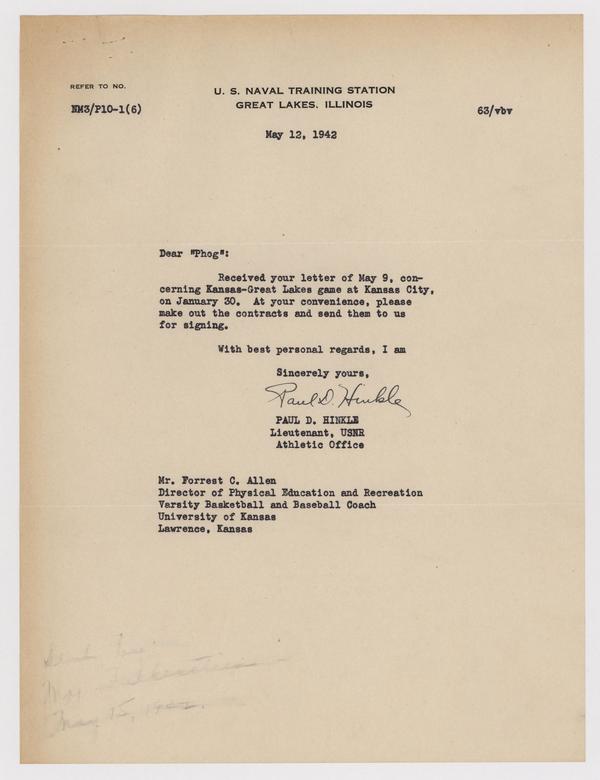 REFER TO NO.
NM3/P10-1(6)
U. S. NAVAL TRAINING STATION
GREAT LAKES, ILLINOIS
63/vbv
May 12, 1942
Dear "Phog":
Received your letter of May 9, con-
cerning Kansas-Great Lakes game at Kansas City,
on January 30. At your convenience, please
make out the contracts and send them to us
for signing.
With best personal regards, I am
Sincerely yours,
Paul D. Hinkle
PAUL D. HINKLE
Lieutenant, USNR
Athletic Office
Mr. Forrest C. Allen
Director of Physical Education and Recreation
Varsity Basketball and Baseball Coach
University of Kansas
Lawrence, Kansas
Mr.
May 15, 1942.